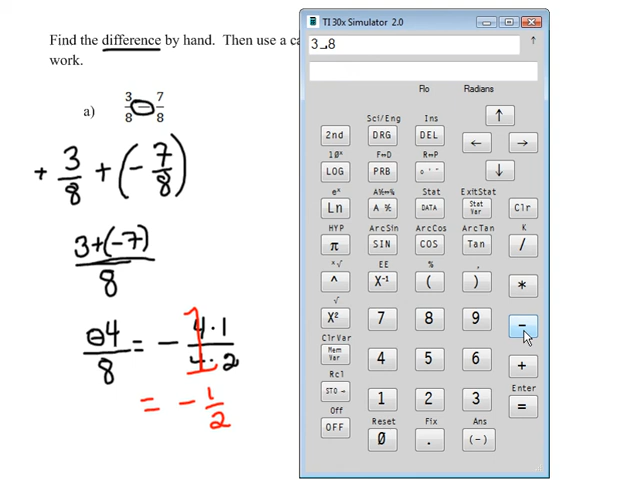 Find the difference by hand. Then use a ca
work.
a) 3/8 − 7/8
+ 3/8 + (− 7/8)
3+(−7)/8
−4/8 = − 4·1/4·2
= − 1/2
TI 30x Simulator 2.0
3⌟8 ↑
Flo Radians
Sci/Eng Ins
2nd DRG DEL ↑
10ˣ F↔D R↔P
LOG PRB ° ' " ← → ↓
eˣ A b/c↔d/c Stat ExitStat
Ln A b/c DATA Stat Var Clr
HYP ArcSin ArcCos ArcTan K
π SIN COS Tan /
ˣ√ EE % ,
^ X⁻¹ ( ) *
√
X² 7 8 9 −
ClrVar
Mem Var 4 5 6 +
Rcl Enter
STO → 1 2 3 =
Off Reset Fix Ans
OFF 0 . (−)